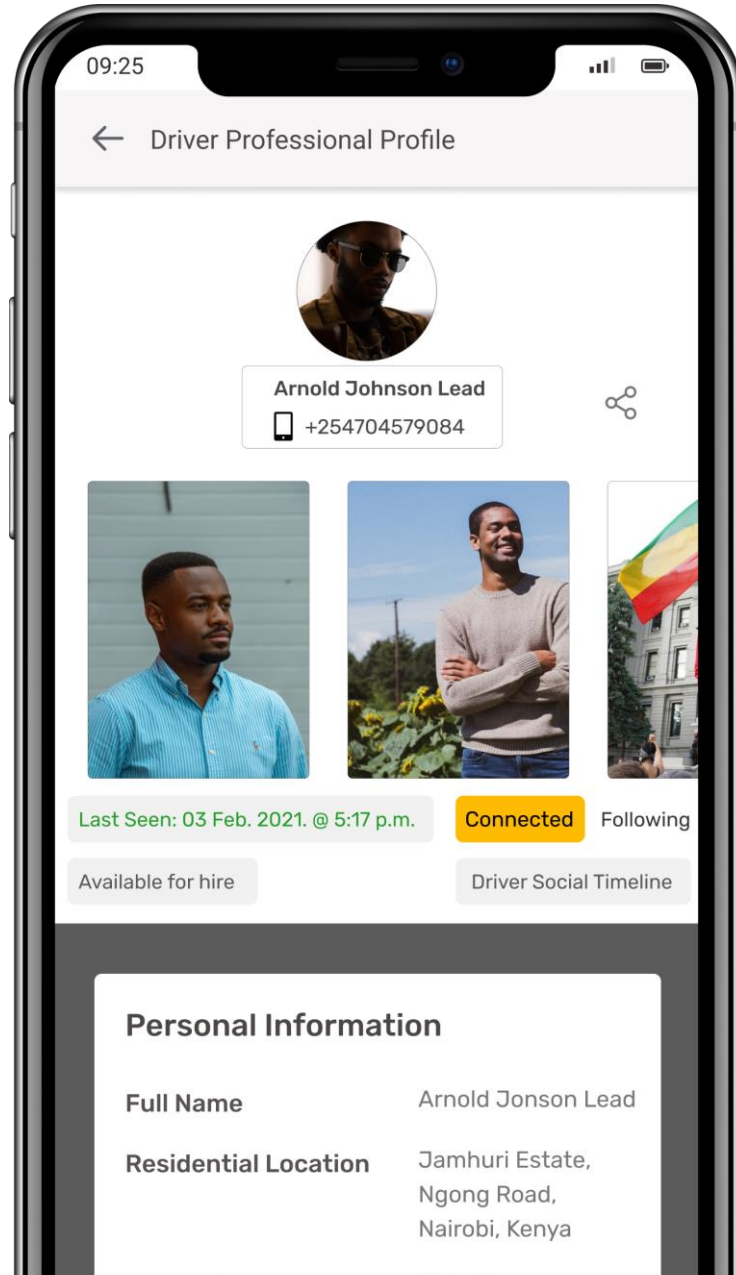 09:25
Driver Professional Profile
Arnold Johnson Lead
+254704579084
Last Seen: 03 Feb. 2021. @ 5:17 p.m.
Connected
Following
Available for hire
Driver Social Timeline
Personal Information
Full Name
Arnold Jonson Lead
Residential Location
Jamhuri Estate,
Ngong Road,
Nairobi, Kenya